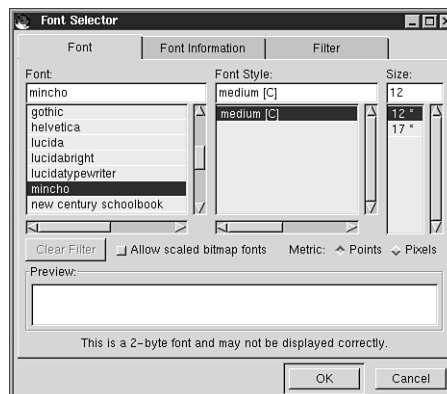 Font Selector
Font
Font Information
Filter
Font:
Font Style:
Size:
mincho
medium [C]
12
gothic
helvetica
lucida
lucidabright
lucidatypewriter
mincho
new century schoolbook
medium [C]
12 *
17 *
Clear Filter
Allow scaled bitmap fonts
Metric:
Points
Pixels
Preview:
This is a 2-byte font and may not be displayed correctly.
OK
Cancel